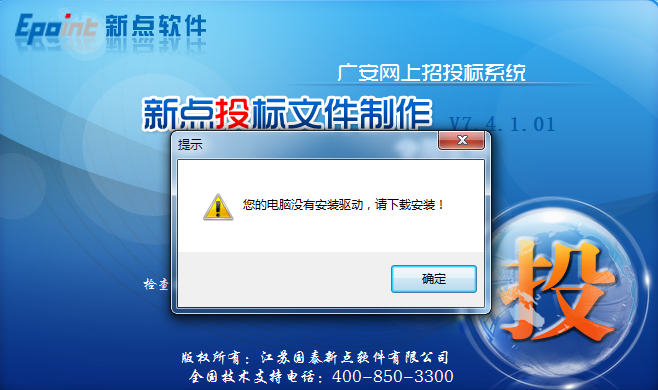 Epoint 新点软件
广安网上招投标系统
新点投标文件制作
V7.4.1.01
提示
您的电脑没有安装驱动，请下载安装！
确定
检查
投
版权所有：江苏国泰新点软件有限公司
全国技术支持电话：400-850-3300